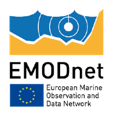 EMODnet
European Marine
Observation and
Data Network